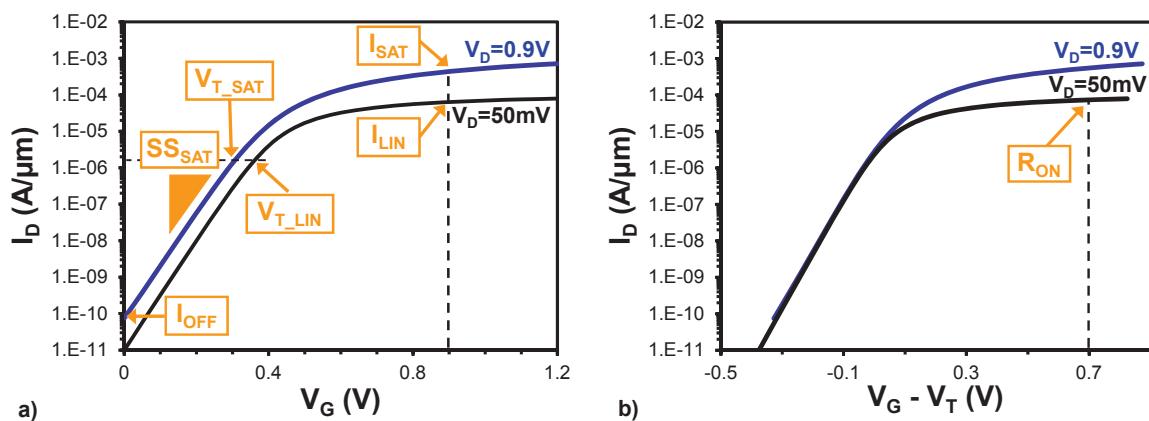 1.E-02
1.E-03
1.E-04
1.E-05
1.E-06
1.E-07
1.E-08
1.E-09
1.E-10
1.E-11
I_D (A/µm)
0
0.4
0.8
1.2
V_G (V)
a)
I_SAT
V_D=0.9V
V_T_SAT
V_D=50mV
I_LIN
SS_SAT
V_T_LIN
I_OFF
1.E-02
1.E-03
1.E-04
1.E-05
1.E-06
1.E-07
1.E-08
1.E-09
1.E-10
1.E-11
I_D (A/µm)
-0.5
-0.1
0.3
0.7
V_G - V_T (V)
b)
V_D=0.9V
V_D=50mV
R_ON